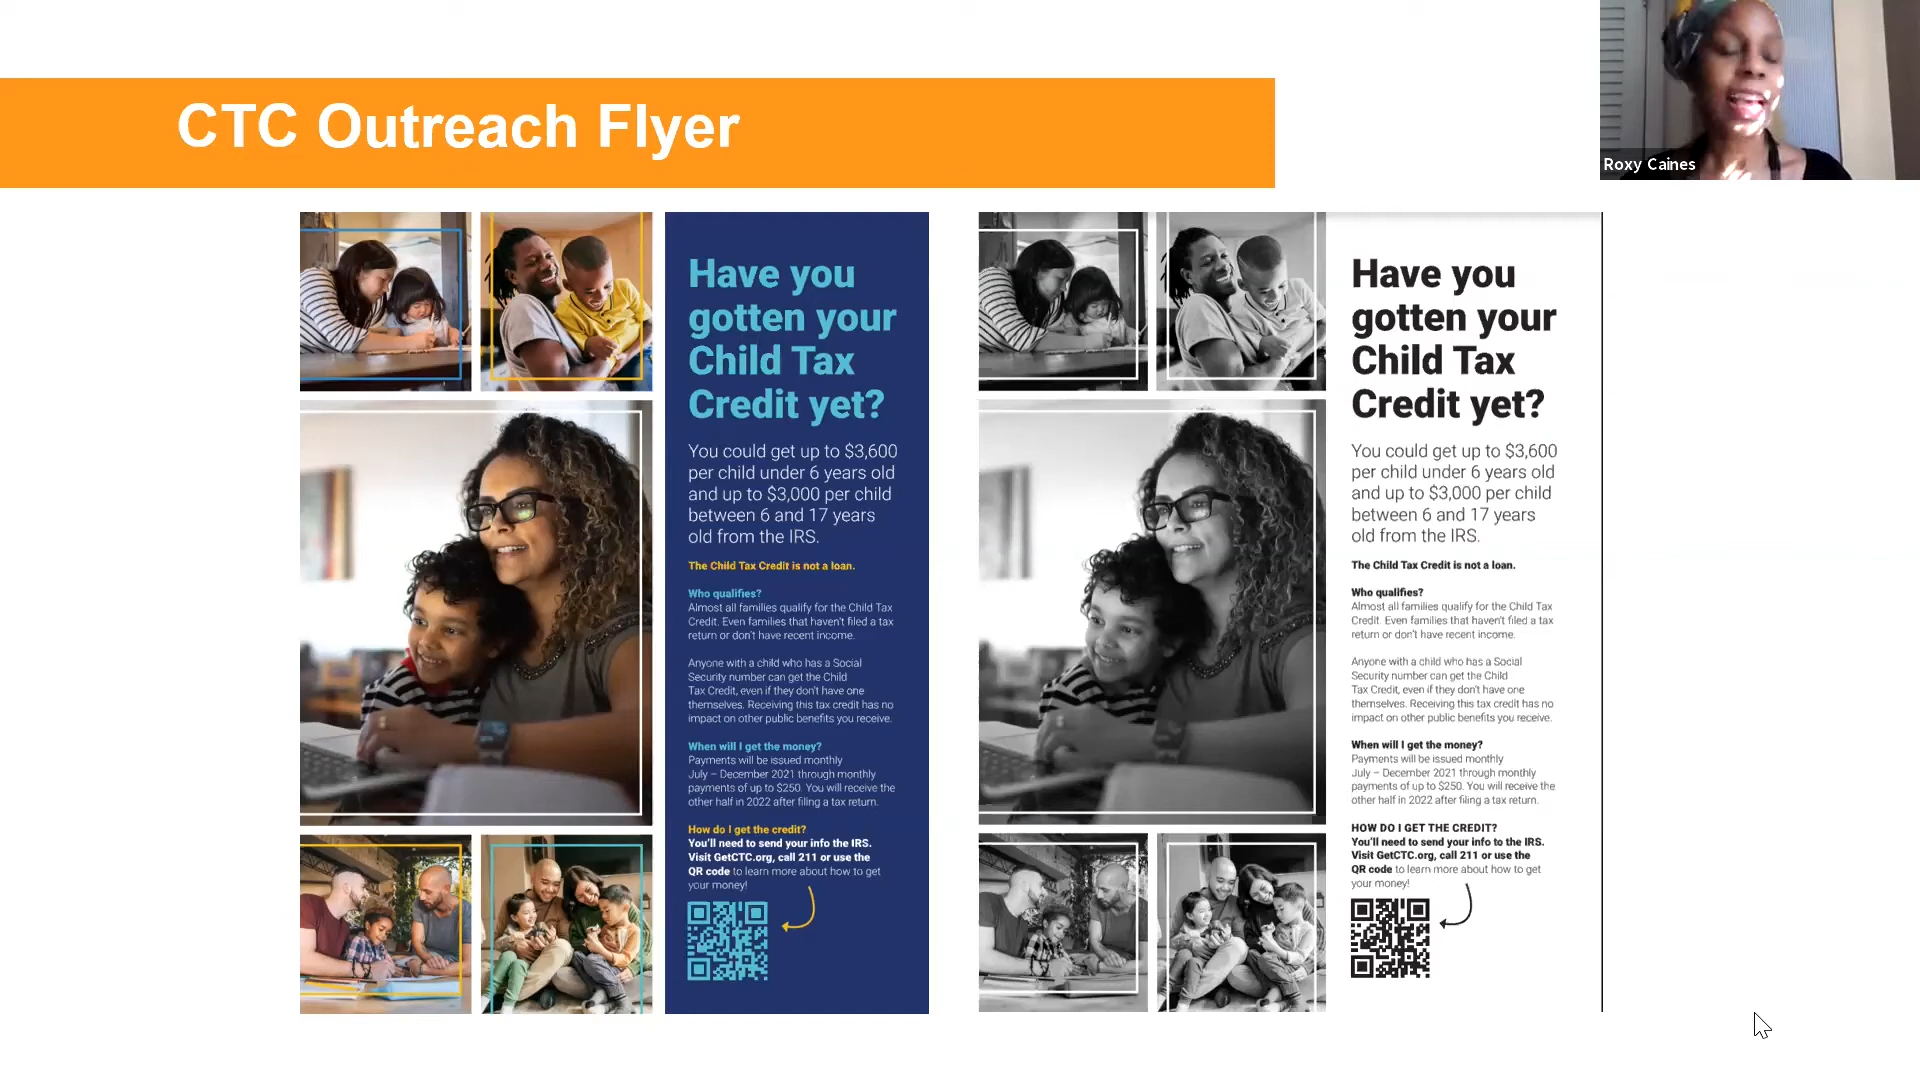 CTC Outreach Flyer
Roxy Caines
Have you
gotten your
Child Tax
Credit yet?
You could get up to $3,600
per child under 6 years old
and up to $3,000 per child
between 6 and 17 years
old from the IRS.
The Child Tax Credit is not a loan.
Who qualifies?
Almost all families qualify for the Child Tax
Credit. Even families that haven't filed a tax
return or don't have recent income.
Anyone with a child who has a Social
Security number can get the Child
Tax Credit, even if they don't have one
themselves. Receiving this tax credit has no
impact on other public benefits you receive.
When will I get the money?
Payments will be issued monthly
July – December 2021 through monthly
payments of up to $250. You will receive the
other half in 2022 after filing a tax return.
How do I get the credit?
You'll need to send your info the IRS.
Visit GetCTC.org, call 211 or use the
QR code to learn more about how to get
your money!
Have you
gotten your
Child Tax
Credit yet?
You could get up to $3,600
per child under 6 years old
and up to $3,000 per child
between 6 and 17 years
old from the IRS.
The Child Tax Credit is not a loan.
Who qualifies?
Almost all families qualify for the Child Tax
Credit. Even families that haven't filed a tax
return or don't have recent income.
Anyone with a child who has a Social
Security number can get the Child
Tax Credit, even if they don't have one
themselves. Receiving this tax credit has no
impact on other public benefits you receive.
When will I get the money?
Payments will be issued monthly
July – December 2021 through monthly
payments of up to $250. You will receive the
other half in 2022 after filing a tax return.
HOW DO I GET THE CREDIT?
You'll need to send your info to the IRS.
Visit GetCTC.org, call 211 or use the
QR code to learn more about how to get
your money!